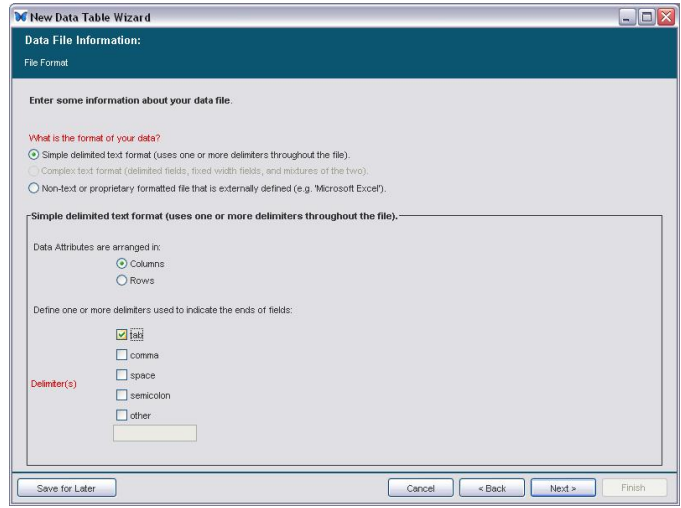 New Data Table Wizard
Data File Information:
File Format
Enter some information about your data file.
What is the format of your data?
Simple delimited text format (uses one or more delimiters throughout the file).
Complex text format (delimited fields, fixed width fields, and mixtures of the two).
Non-text or proprietary formatted file that is externally defined (e.g. 'Microsoft Excel').
Simple delimited text format (uses one or more delimiters throughout the file).
Data Attributes are arranged in:
Columns
Rows
Define one or more delimiters used to indicate the ends of fields:
tab
comma
space
Delimiter(s)
semicolon
other
Save for Later
Cancel
< Back
Next >
Finish